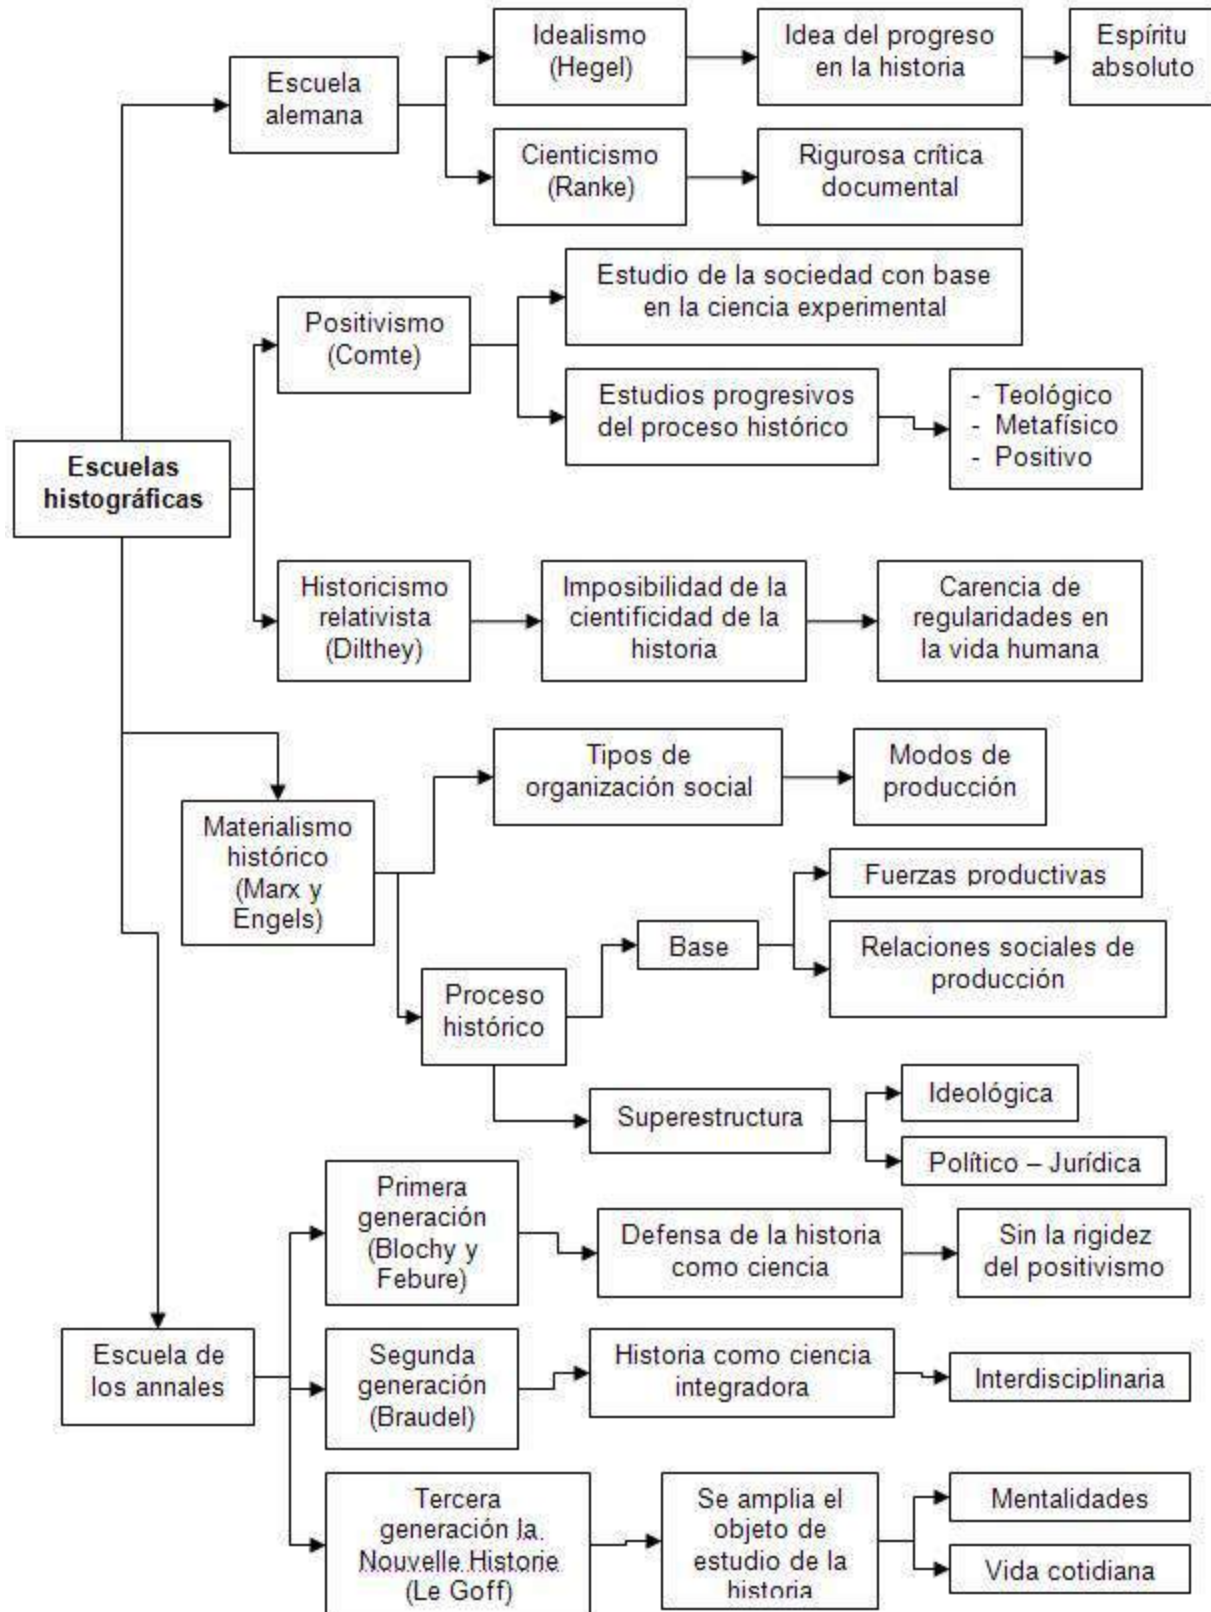 Escuelas
histográficas
Escuela
alemana
Idealismo
(Hegel)
Idea del progreso
en la historia
Espíritu
absoluto
Cienticismo
(Ranke)
Rigurosa crítica
documental
Positivismo
(Comte)
Estudio de la sociedad con base
en la ciencia experimental
Estudios progresivos
del proceso histórico
- Teológico
- Metafísico
- Positivo
Historicismo
relativista
(Dilthey)
Imposibilidad de la
cientificidad de la
historia
Carencia de
regularidades en
la vida humana
Materialismo
histórico
(Marx y
Engels)
Tipos de
organización social
Modos de
producción
Proceso
histórico
Base
Fuerzas productivas
Relaciones sociales de
producción
Superestructura
Ideológica
Político – Jurídica
Escuela de
los annales
Primera
generación
(Blochy y
Febure)
Defensa de la historia
como ciencia
Sin la rigidez
del positivismo
Segunda
generación
(Braudel)
Historia como ciencia
integradora
Interdisciplinaria
Tercera
generación la
Nouvelle Historie
(Le Goff)
Se amplia el
objeto de
estudio de la
historia
Mentalidades
Vida cotidiana